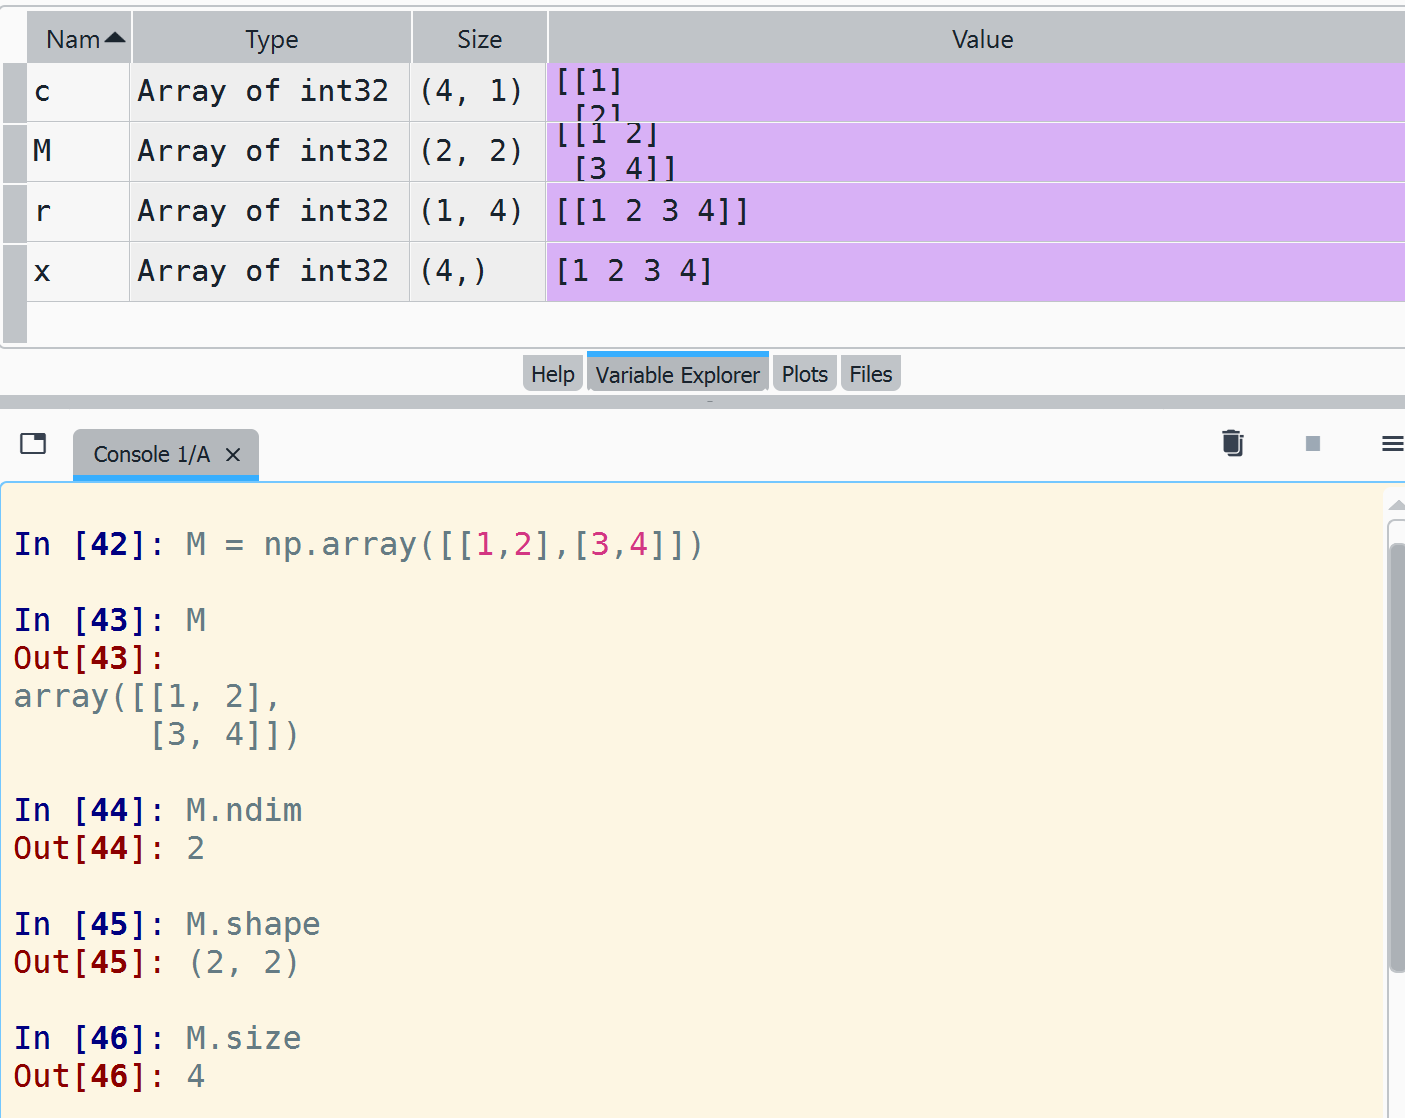 Nam Type Size Value
c Array of int32 (4, 1) [[1]
[2]
M Array of int32 (2, 2) [[1 2]
[3 4]]
r Array of int32 (1, 4) [[1 2 3 4]]
x Array of int32 (4,) [1 2 3 4]
Help Variable Explorer Plots Files
Console 1/A
In [42]: M = np.array([[1,2],[3,4]])
In [43]: M
Out[43]:
array([[1, 2],
       [3, 4]])
In [44]: M.ndim
Out[44]: 2
In [45]: M.shape
Out[45]: (2, 2)
In [46]: M.size
Out[46]: 4